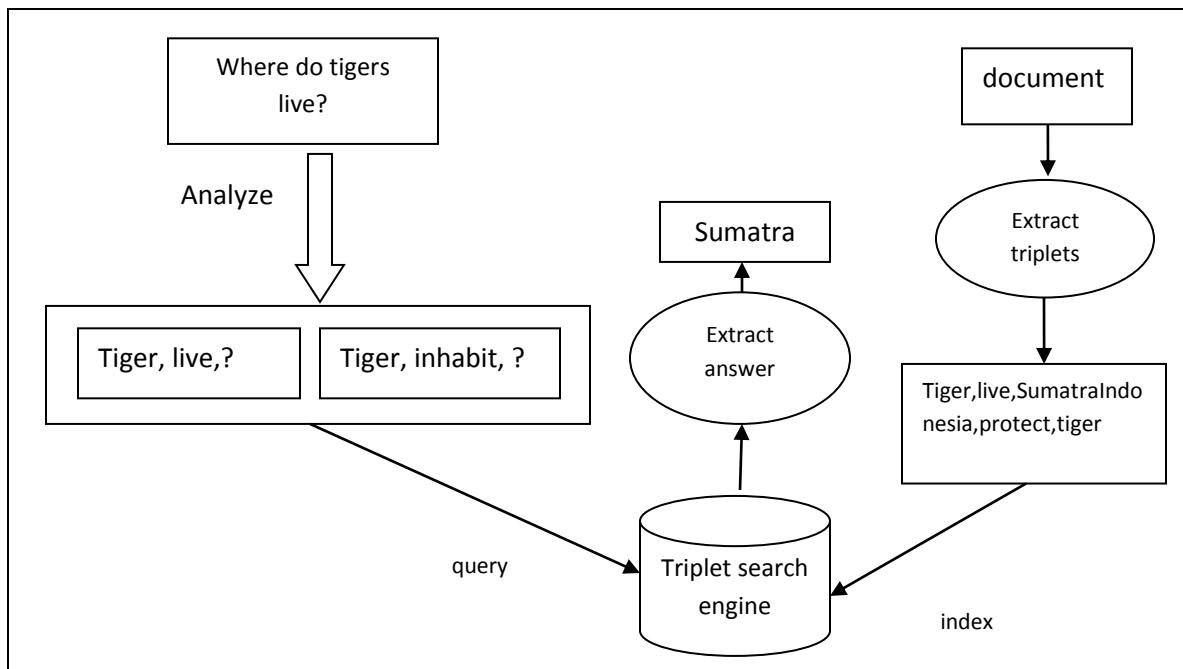 Where do tigers
live?
document
Analyze
Extract
triplets
Sumatra
Extract
answer
Tiger, live,?
Tiger, inhabit, ?
Tiger,live,SumatraIndo
nesia,protect,tiger
query
Triplet search
engine
index